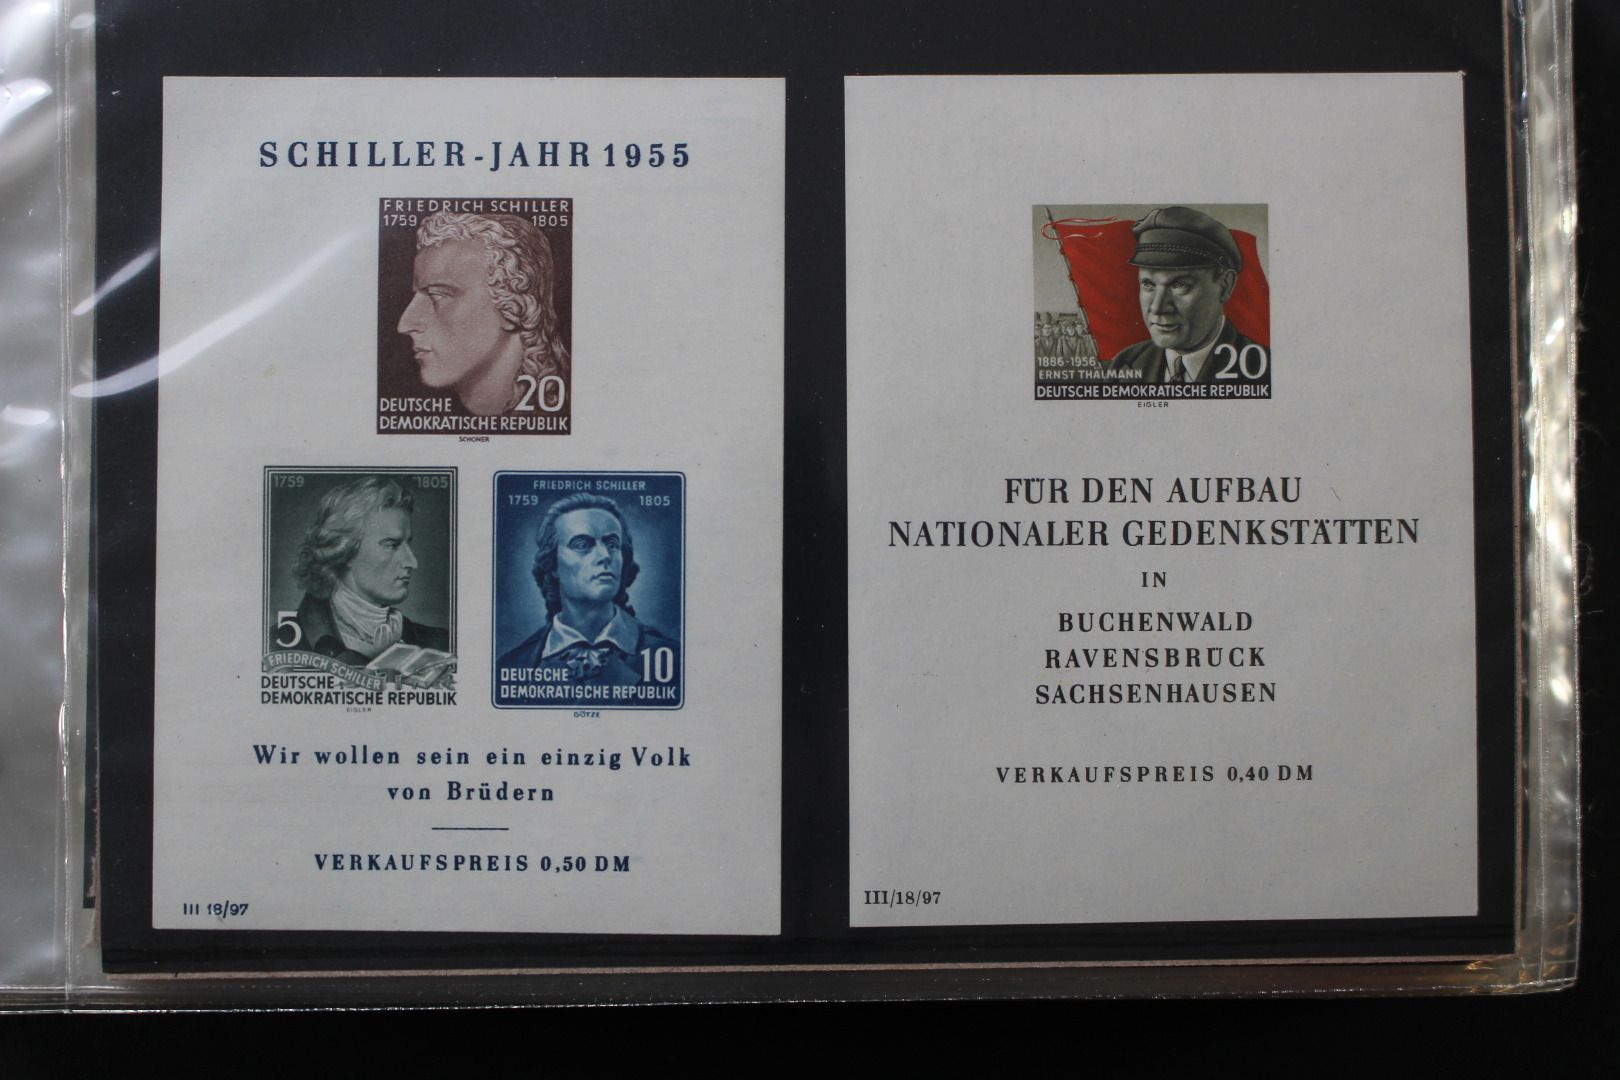 SCHILLER-JAHR 1955
FRIEDRICH SCHILLER
1759 1805
20
DEUTSCHE
DEMOKRATISCHE REPUBLIK
SCHONER
1759 1805
5
FRIEDRICH SCHILLER
DEUTSCHE
DEMOKRATISCHE REPUBLIK
EIGLER
FRIEDRICH SCHILLER
1759 1805
DEUTSCHE 10
DEMOKRATISCHE REPUBLIK
GÖTZE
Wir wollen sein ein einzig Volk
von Brüdern
VERKAUFSPREIS 0,50 DM
III 18/97
1886-1956
ERNST THÄLMANN
20
DEUTSCHE DEMOKRATISCHE REPUBLIK
EIGLER
FÜR DEN AUFBAU
NATIONALER GEDENKSTÄTTEN
IN
BUCHENWALD
RAVENSBRÜCK
SACHSENHAUSEN
VERKAUFSPREIS 0,40 DM
III/18/97